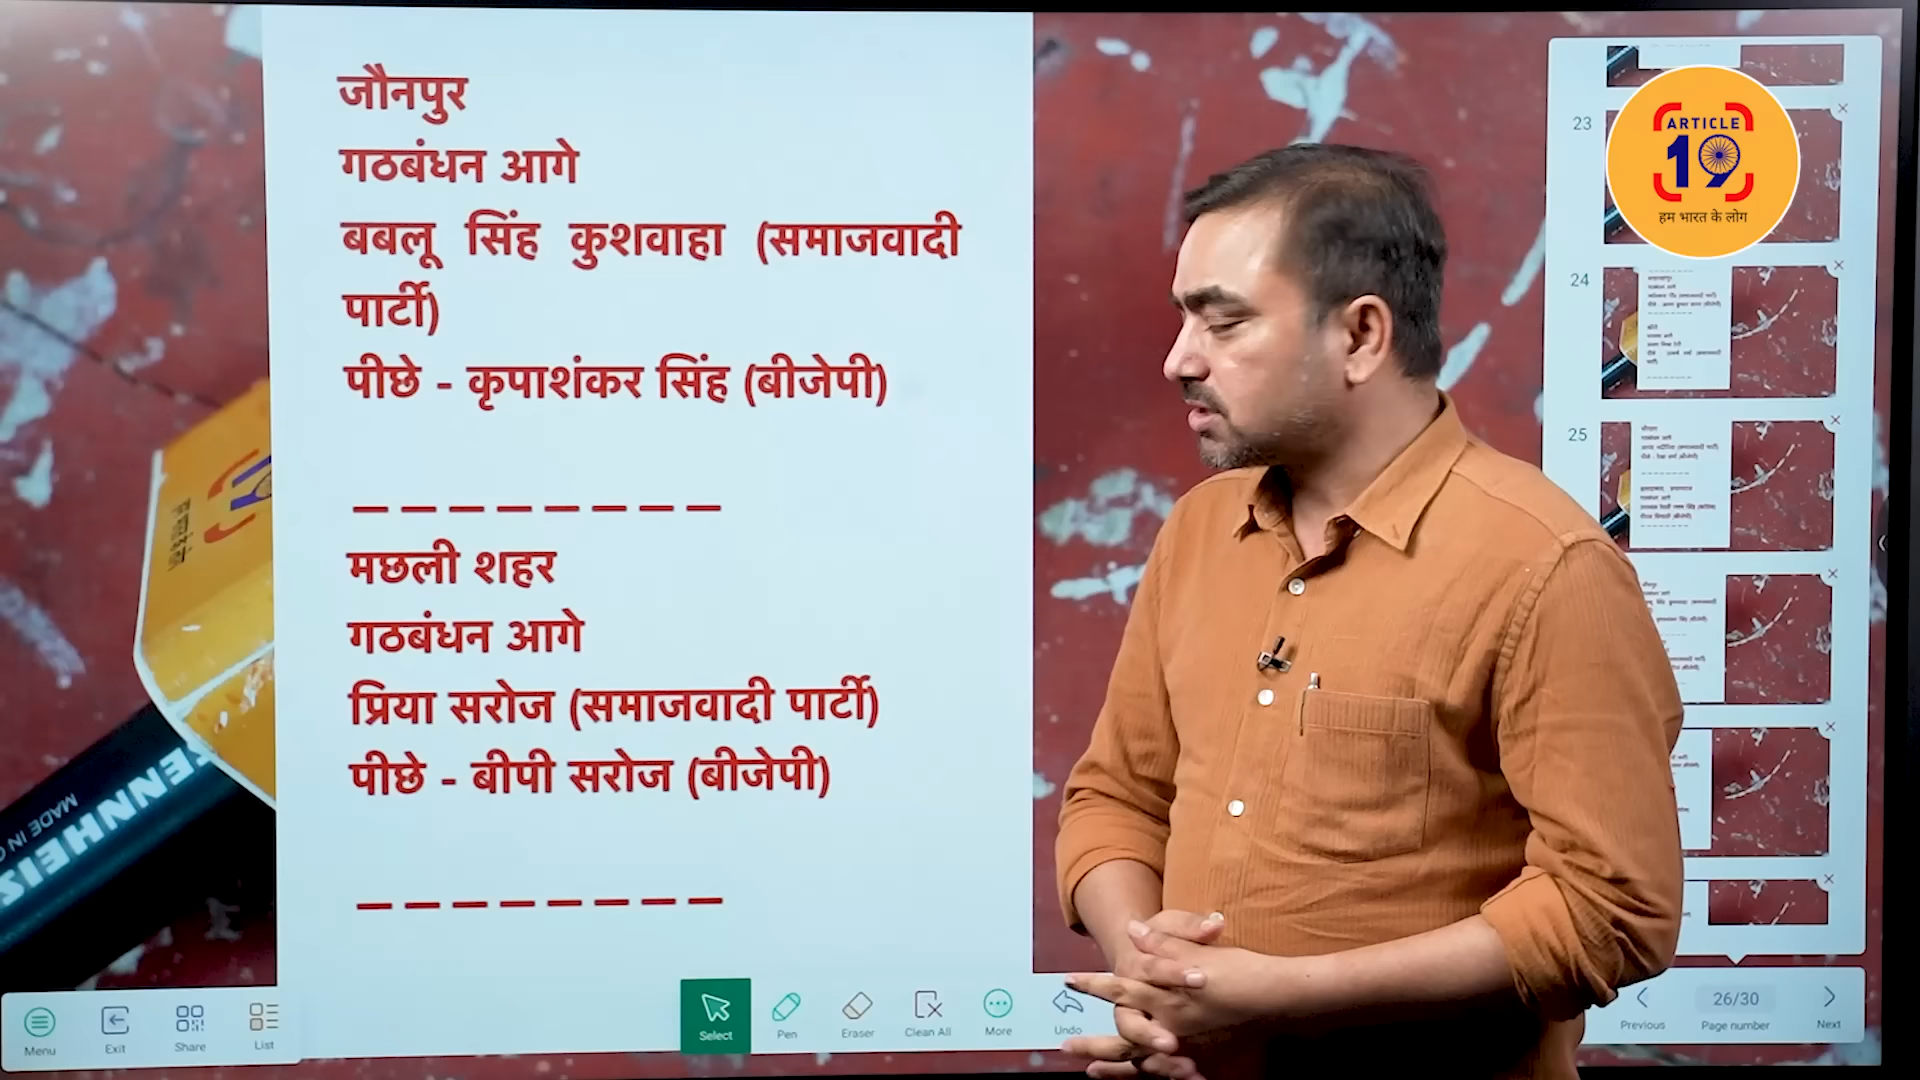 जौनपुर
गठबंधन आगे
बबलू सिंह कुशवाहा (समाजवादी
पार्टी)
पीछे - कृपाशंकर सिंह (बीजेपी)
________
मछली शहर
गठबंधन आगे
प्रिया सरोज (समाजवादी पार्टी)
पीछे - बीपी सरोज (बीजेपी)
________
ARTICLE
19
हम भारत के लोग
23
24
25
MADE IN
Menu
Exit
Share
List
Select
Pen
Eraser
Clean All
More
Undo
Previous
26/30
Page number
Next